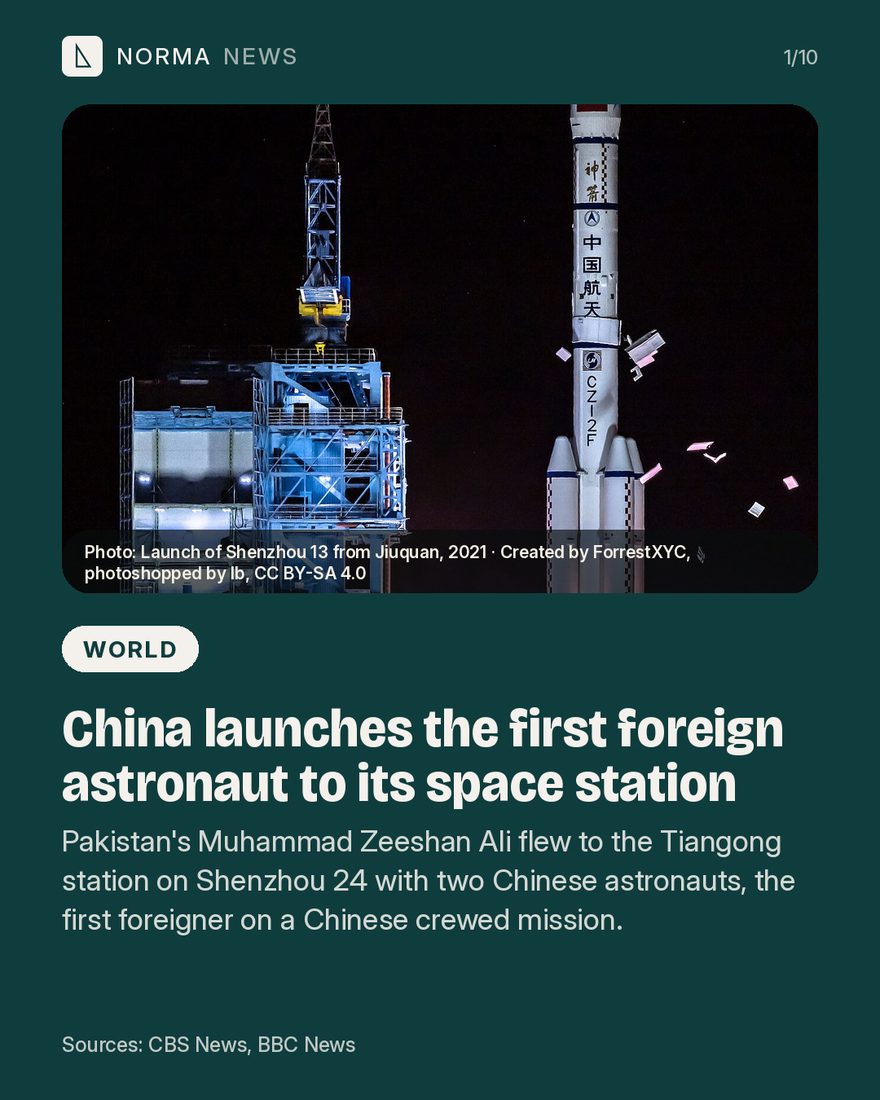 NORMA NEWS
1/10
神
箭
中
国
航
天
CZ-2F
Photo: Launch of Shenzhou 13 from Jiuquan, 2021 · Created by ForrestXYC,
photoshopped by lb, CC BY-SA 4.0
WORLD
China launches the first foreign
astronaut to its space station
Pakistan's Muhammad Zeeshan Ali flew to the Tiangong
station on Shenzhou 24 with two Chinese astronauts, the
first foreigner on a Chinese crewed mission.
Sources: CBS News, BBC News